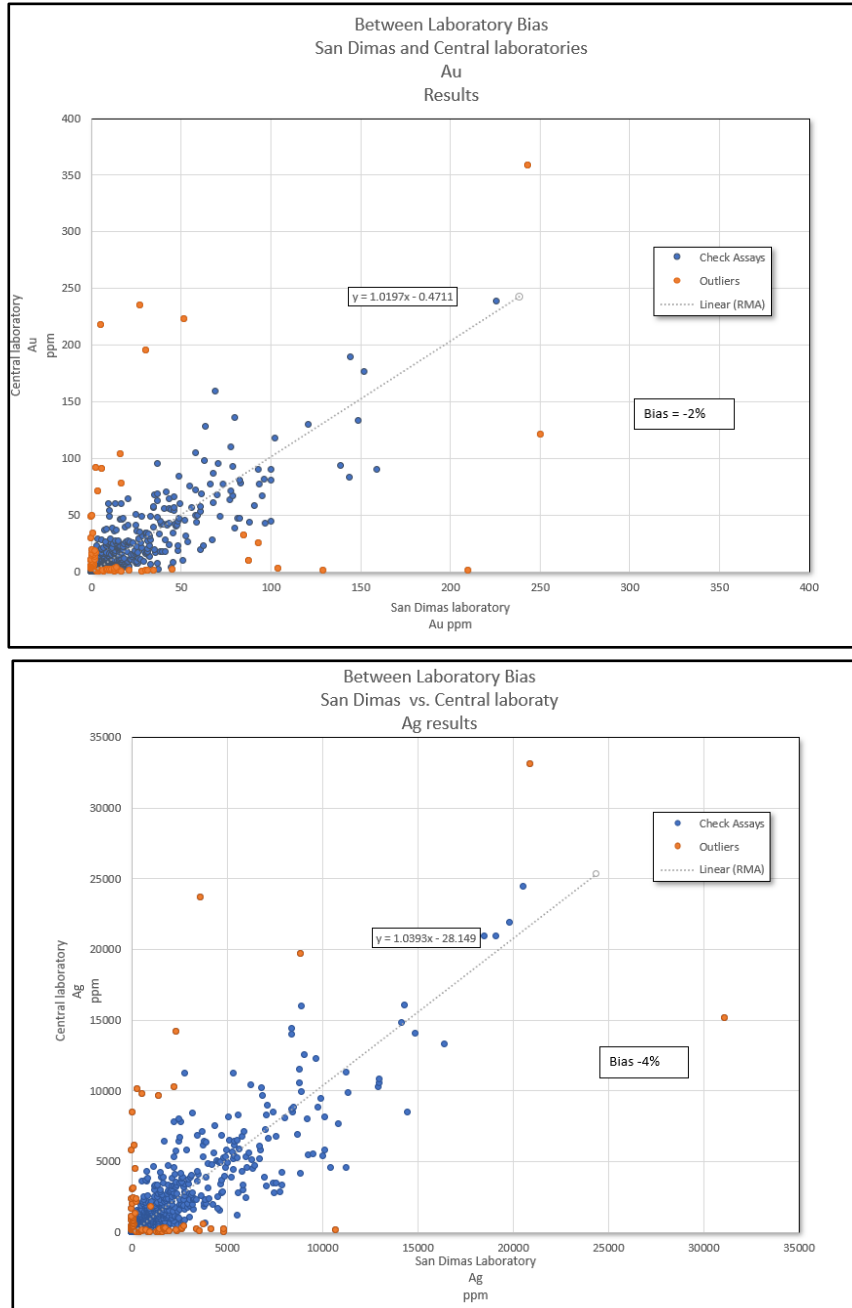 Between Laboratory Bias
San Dimas and Central laboratories
Au
Results
400
350
300
250
200
150
100
50
0
Central laboratory
Au
ppm
y = 1.0197x - 0.4711
Check Assays
Outliers
Linear (RMA)
Bias = -2%
0
50
100
150
200
250
300
350
400
San Dimas laboratory
Au ppm
Between Laboratory Bias
San Dimas vs. Central laboraty
Ag results
35000
30000
25000
20000
15000
10000
5000
0
Central laboratory
Ag
ppm
y = 1.0393x - 28.149
Check Assays
Outliers
Linear (RMA)
Bias -4%
0
5000
10000
15000
20000
25000
30000
35000
San Dimas Laboratory
Ag
ppm